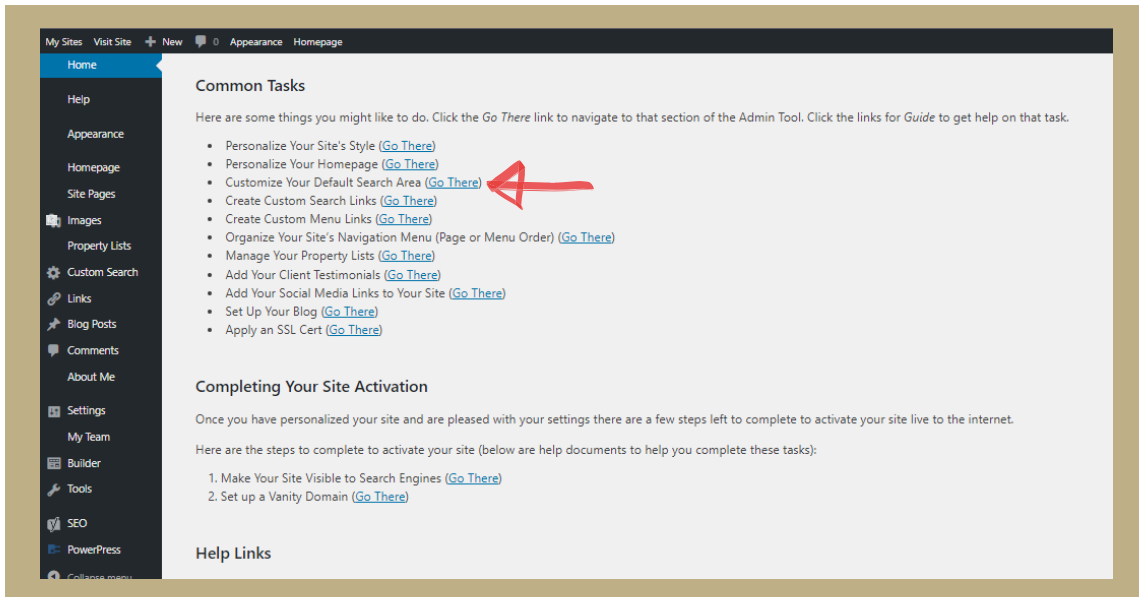 My Sites Visit Site New 0 Appearance Homepage
Home
Help
Appearance
Homepage
Site Pages
Images
Property Lists
Custom Search
Links
Blog Posts
Comments
About Me
Settings
My Team
Builder
Tools
SEO
PowerPress
Collapse menu
Common Tasks
Here are some things you might like to do. Click the Go There link to navigate to that section of the Admin Tool. Click the links for Guide to get help on that task.
• Personalize Your Site's Style (Go There)
• Personalize Your Homepage (Go There)
• Customize Your Default Search Area (Go There)
• Create Custom Search Links (Go There)
• Create Custom Menu Links (Go There)
• Organize Your Site's Navigation Menu (Page or Menu Order) (Go There)
• Manage Your Property Lists (Go There)
• Add Your Client Testimonials (Go There)
• Add Your Social Media Links to Your Site (Go There)
• Set Up Your Blog (Go There)
• Apply an SSL Cert (Go There)
Completing Your Site Activation
Once you have personalized your site and are pleased with your settings there are a few steps left to complete to activate your site live to the internet.
Here are the steps to complete to activate your site (below are help documents to help you complete these tasks):
1. Make Your Site Visible to Search Engines (Go There)
2. Set up a Vanity Domain (Go There)
Help Links